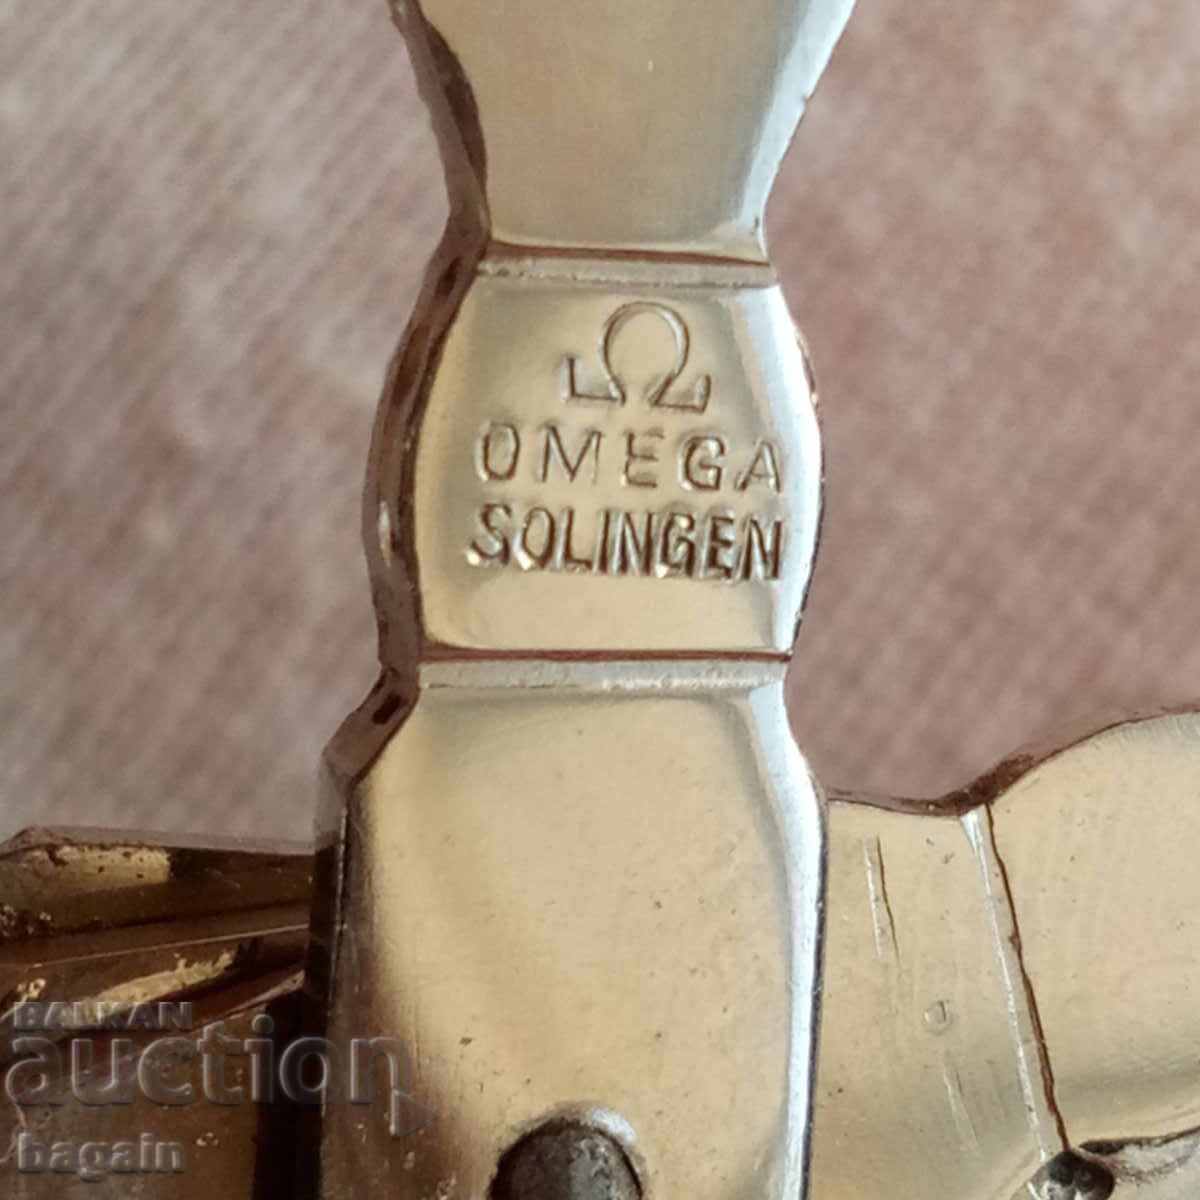 Ω
OMEGA
SOLINGEN
BALKAN
auction
bagain